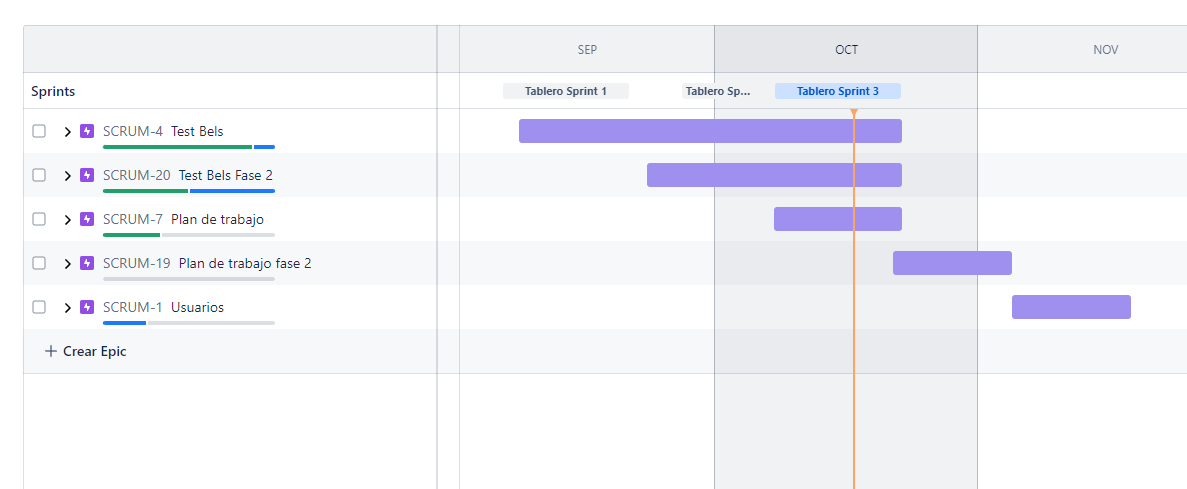 SEP OCT NOV
Sprints Tablero Sprint 1 Tablero Sp... Tablero Sprint 3
SCRUM-4 Test Bels
SCRUM-20 Test Bels Fase 2
SCRUM-7 Plan de trabajo
SCRUM-19 Plan de trabajo fase 2
SCRUM-1 Usuarios
+ Crear Epic